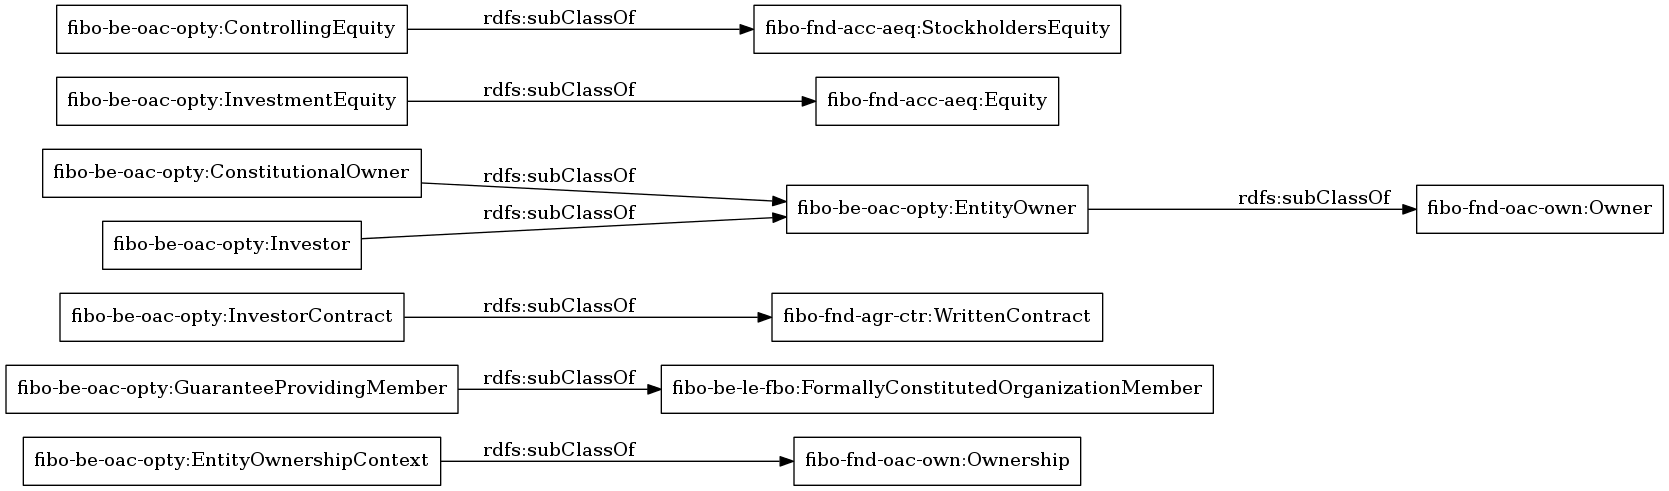 fibo-be-oac-opty:ControllingEquity
rdfs:subClassOf
fibo-fnd-acc-aeq:StockholdersEquity
fibo-be-oac-opty:InvestmentEquity
rdfs:subClassOf
fibo-fnd-acc-aeq:Equity
fibo-be-oac-opty:ConstitutionalOwner
rdfs:subClassOf
fibo-be-oac-opty:Investor
rdfs:subClassOf
fibo-be-oac-opty:EntityOwner
rdfs:subClassOf
fibo-fnd-oac-own:Owner
fibo-be-oac-opty:InvestorContract
rdfs:subClassOf
fibo-fnd-agr-ctr:WrittenContract
fibo-be-oac-opty:GuaranteeProvidingMember
rdfs:subClassOf
fibo-be-le-fbo:FormallyConstitutedOrganizationMember
fibo-be-oac-opty:EntityOwnershipContext
rdfs:subClassOf
fibo-fnd-oac-own:Ownership